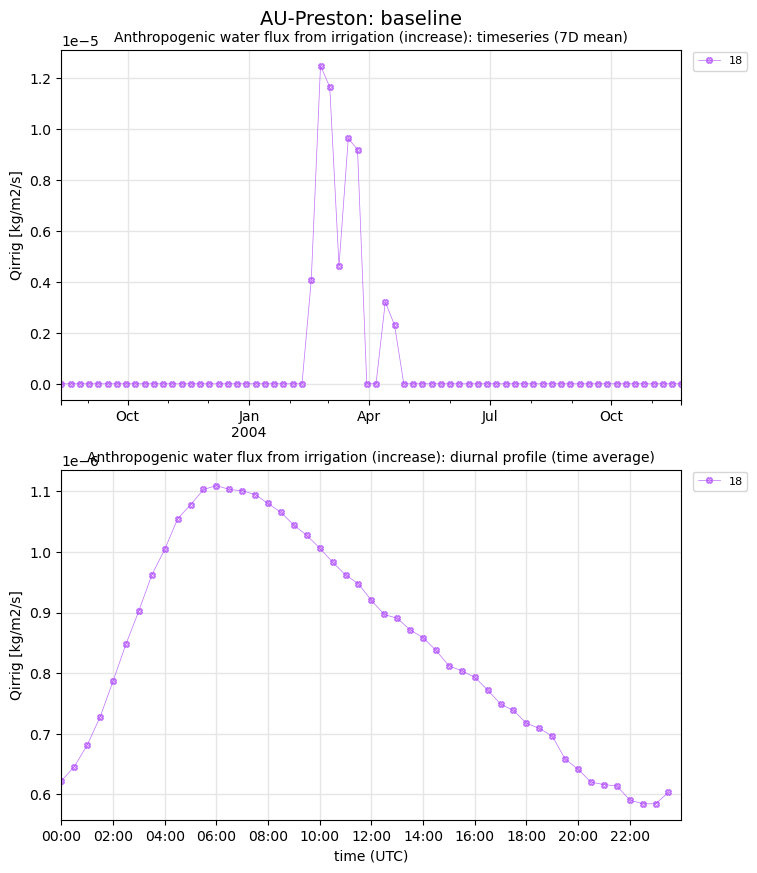 AU-Preston: baseline
Anthropogenic water flux from irrigation (increase): timeseries (7D mean)
1e−5
18
1.2
1.0
0.8
0.6
0.4
0.2
0.0
Qirrig [kg/m2/s]
Oct
Jan
2004
Apr
Jul
Oct
Anthropogenic water flux from irrigation (increase): diurnal profile (time average)
1e−6
18
1.1
1.0
0.9
0.8
0.7
0.6
Qirrig [kg/m2/s]
00:00 02:00 04:00 06:00 08:00 10:00 12:00 14:00 16:00 18:00 20:00 22:00
time (UTC)